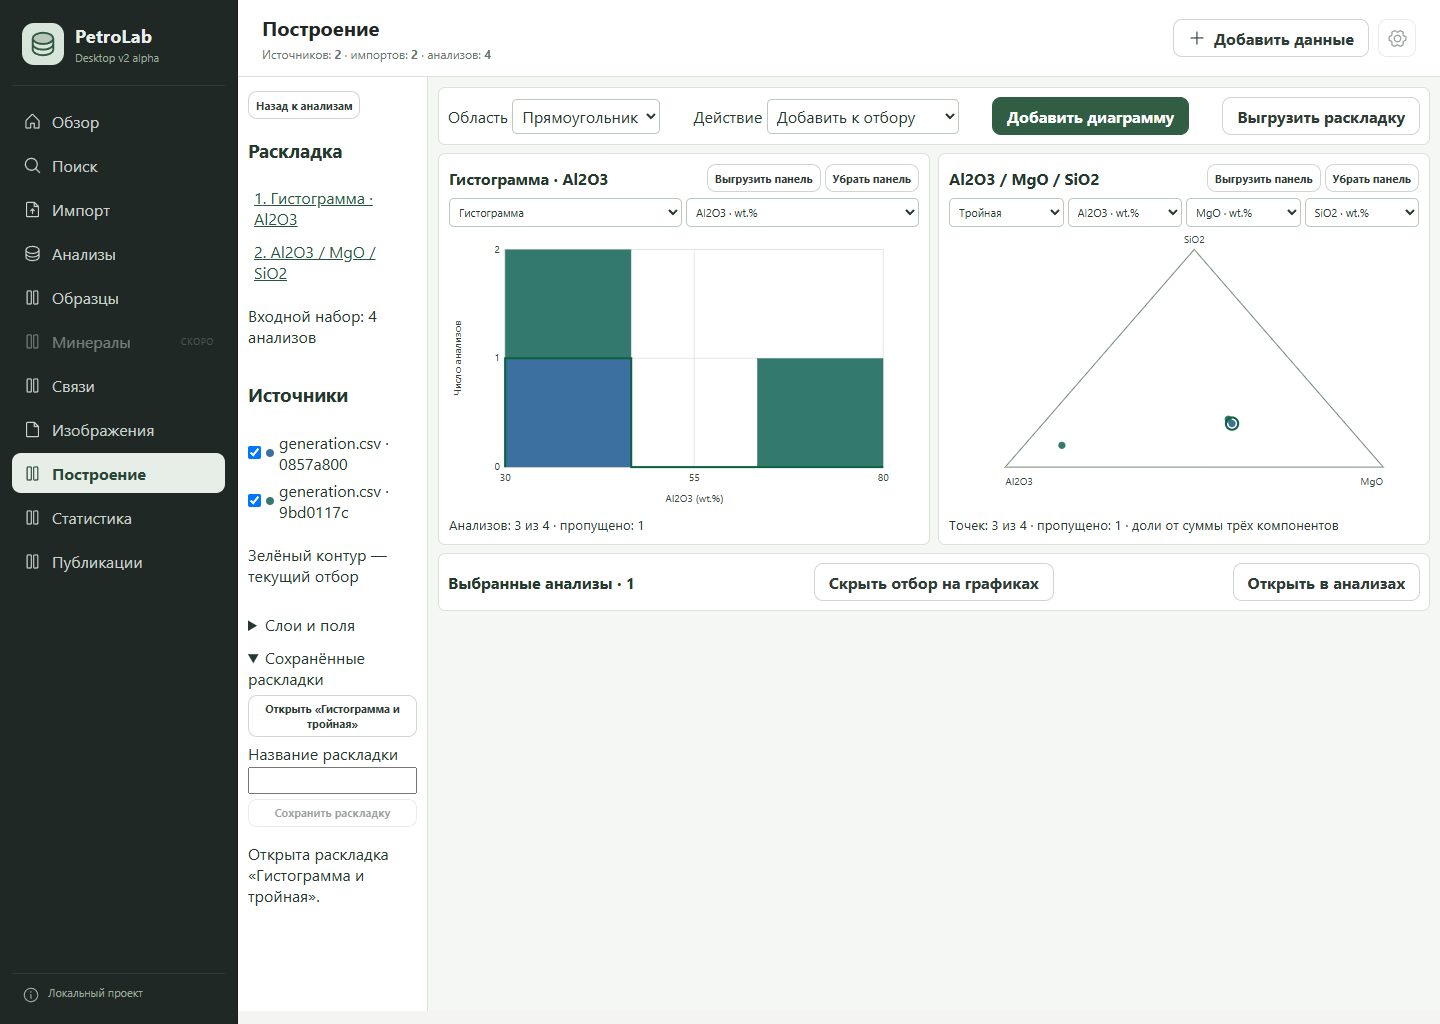 PetroLab
Desktop v2 alpha
Обзор
Поиск
Импорт
Анализы
Образцы
Минералы СКОРО
Связи
Изображения
Построение
Статистика
Публикации
Локальный проект
Построение
Источников: 2 · импортов: 2 · анализов: 4
Добавить данные
Назад к анализам
Раскладка
1. Гистограмма ·
Al2O3
2. Al2O3 / MgO /
SiO2
Входной набор: 4
анализов
Источники
generation.csv ·
0857a800
generation.csv ·
9bd0117c
Зелёный контур —
текущий отбор
Слои и поля
Сохранённые
раскладки
Открыть «Гистограмма и
тройная»
Название раскладки
Сохранить раскладку
Открыта раскладка
«Гистограмма и
тройная».
Область Прямоугольник Действие Добавить к отбору Добавить диаграмму Выгрузить раскладку
Гистограмма · Al2O3 Выгрузить панель Убрать панель
Гистограмма Al2O3 · wt.%
2
1
0
Число анализов
30 55 80
Al2O3 (wt.%)
Анализов: 3 из 4 · пропущено: 1
Al2O3 / MgO / SiO2 Выгрузить панель Убрать панель
Тройная Al2O3 · wt.% MgO · wt.% SiO2 · wt.%
SiO2
Al2O3 MgO
Точек: 3 из 4 · пропущено: 1 · доли от суммы трёх компонентов
Выбранные анализы · 1 Скрыть отбор на графиках Открыть в анализах